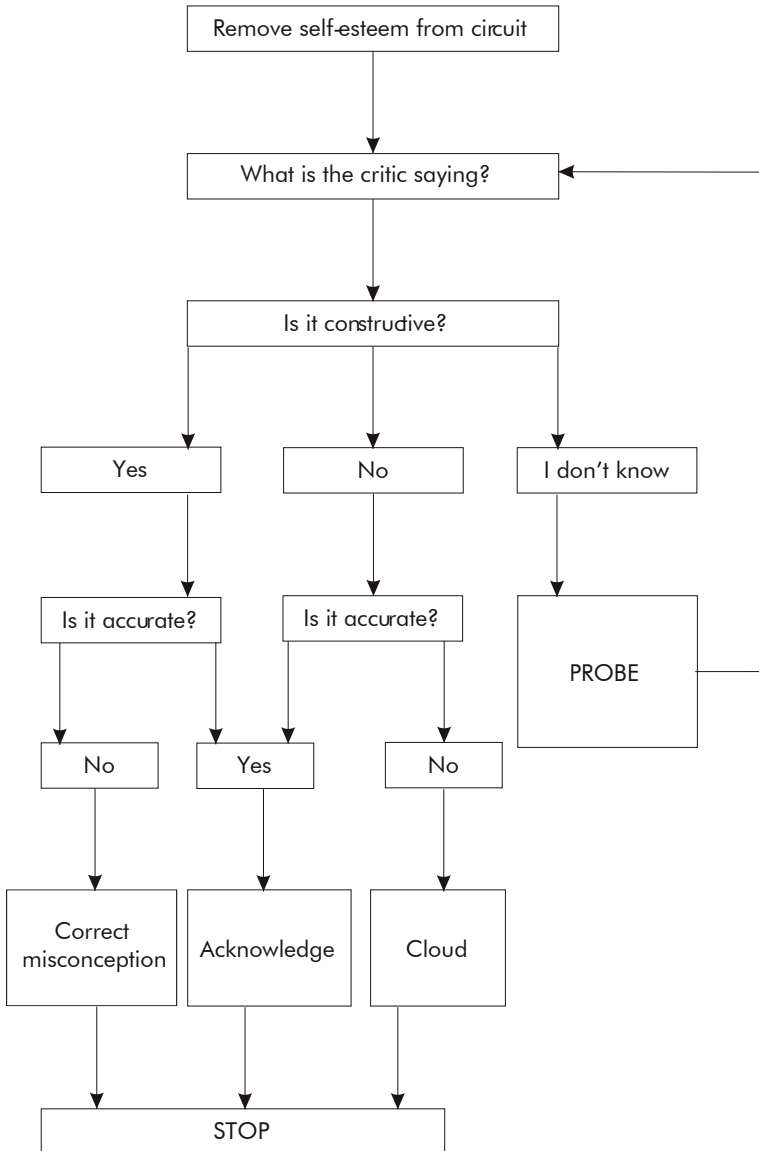 Remove self-esteem from circuit
What is the critic saying?
Is it constructive?
Yes
No
I don't know
Is it accurate?
Is it accurate?
PROBE
No
Yes
No
Correct
misconception
Acknowledge
Cloud
STOP